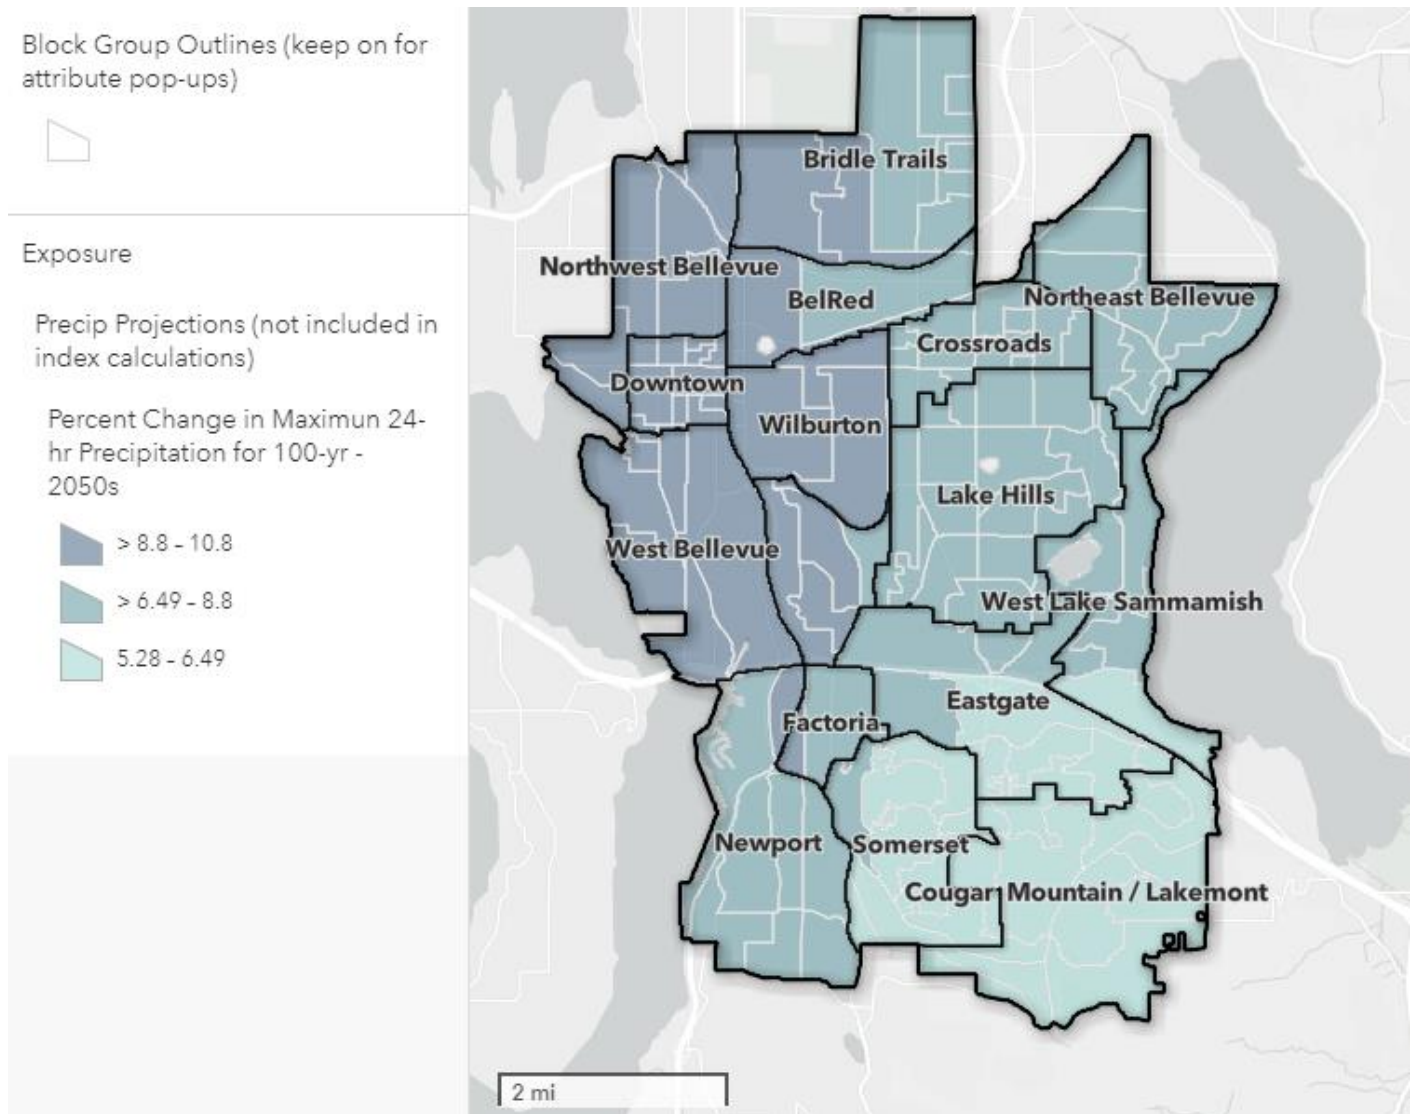 Block Group Outlines (keep on for
attribute pop-ups)
Exposure
Precip Projections (not included in
index calculations)
Percent Change in Maximun 24-
hr Precipitation for 100-yr -
2050s
> 8.8 - 10.8
> 6.49 - 8.8
5.28 - 6.49
Bridle Trails
Northwest Bellevue
BelRed
Northeast Bellevue
Crossroads
Downtown
Wilburton
Lake Hills
West Bellevue
West Lake Sammamish
Eastgate
Factoria
Newport
Somerset
Cougar Mountain / Lakemont
2 mi